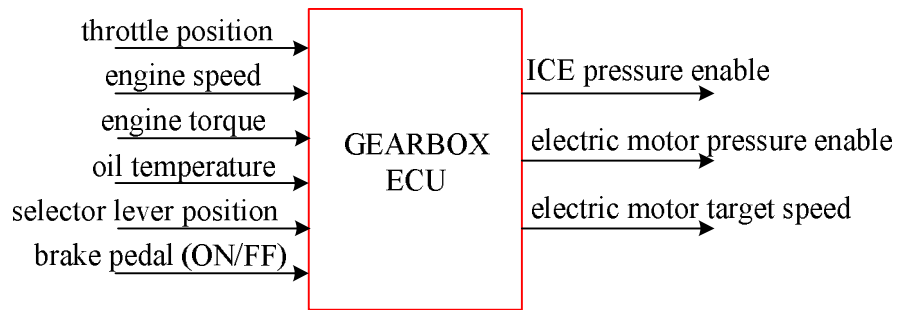 throttle position
engine speed
engine torque
oil temperature
selector lever position
brake pedal (ON/FF)
GEARBOX
ECU
ICE pressure enable
electric motor pressure enable
electric motor target speed